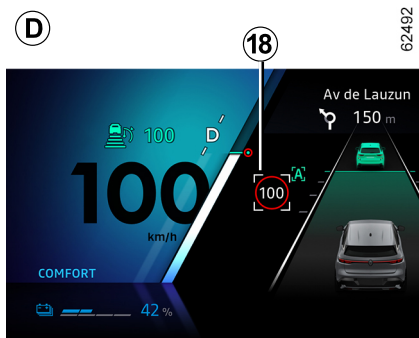 D
18
62492
Av de Lauzun
150 m
100
D
100
km/h
[A]
100
COMFORT
42 %